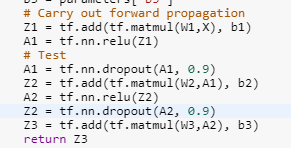 b3 = parameters['b3']
# Carry out forward propagation
Z1 = tf.add(tf.matmul(W1,X), b1)
A1 = tf.nn.relu(Z1)
# Test
A1 = tf.nn.dropout(A1, 0.9)
Z2 = tf.add(tf.matmul(W2,A1), b2)
A2 = tf.nn.relu(Z2)
Z2 = tf.nn.dropout(A2, 0.9)
Z3 = tf.add(tf.matmul(W3,A2), b3)
return Z3